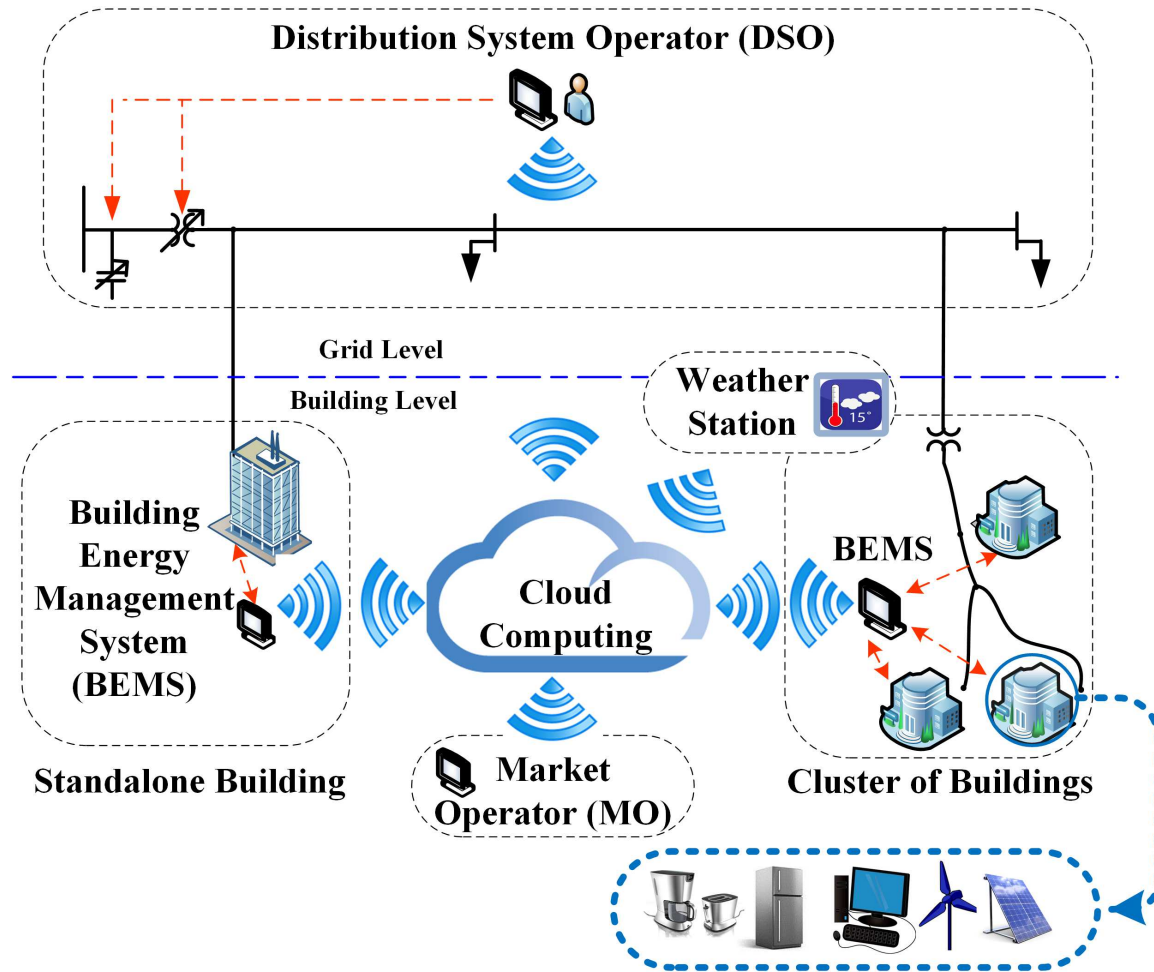 Distribution System Operator (DSO)
Grid Level
Building Level
Weather
Station
15°
Building
Energy
Management
System
(BEMS)
Cloud
Computing
BEMS
Standalone Building
Market
Operator (MO)
Cluster of Buildings